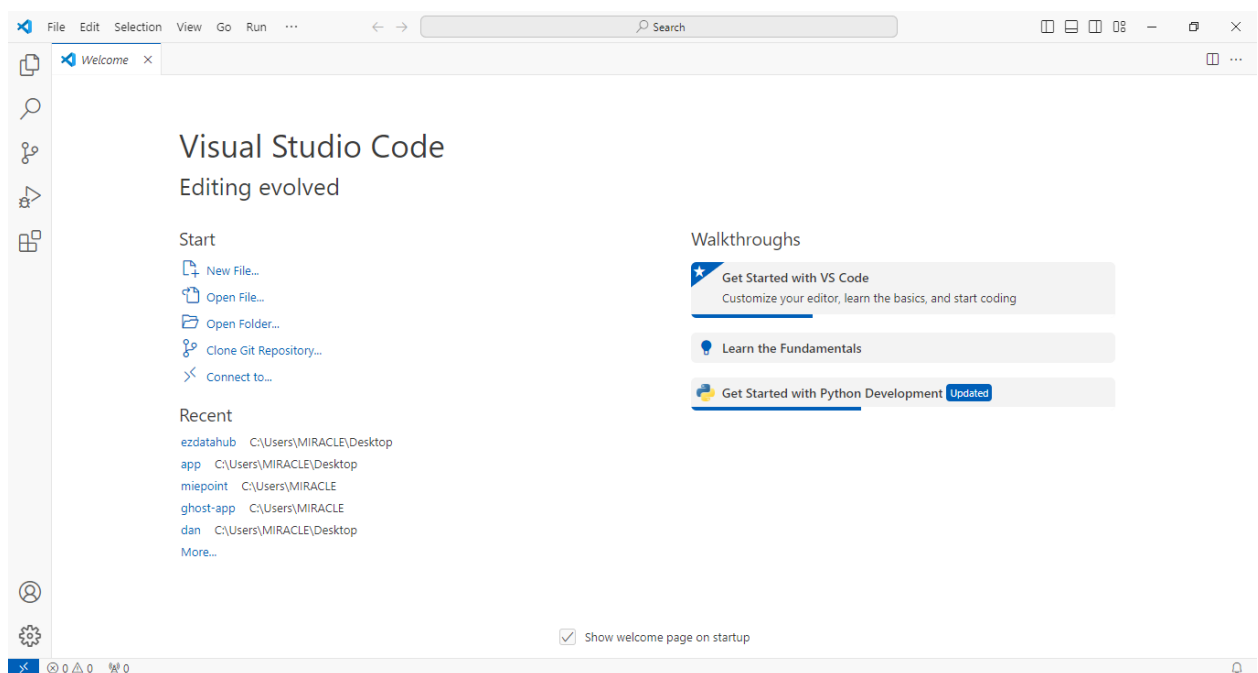 File Edit Selection View Go Run ···
Search
Welcome
Visual Studio Code
Editing evolved
Start
New File...
Open File...
Open Folder...
Clone Git Repository...
Connect to...
Recent
ezdatahub C:\Users\MIRACLE\Desktop
app C:\Users\MIRACLE\Desktop
miepoint C:\Users\MIRACLE
ghost-app C:\Users\MIRACLE
dan C:\Users\MIRACLE\Desktop
More...
Walkthroughs
Get Started with VS Code
Customize your editor, learn the basics, and start coding
Learn the Fundamentals
Get Started with Python Development Updated
Show welcome page on startup
0 0 0